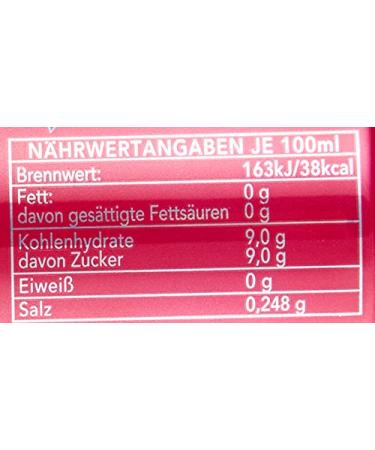 NÄHRWERTANGABEN JE 100ml
Brennwert: 163kJ/38kcal
Fett: 0 g
davon gesättigte Fettsäuren 0 g
Kohlenhydrate 9,0 g
davon Zucker 9,0 g
Eiweiß 0 g
Salz 0,248 g